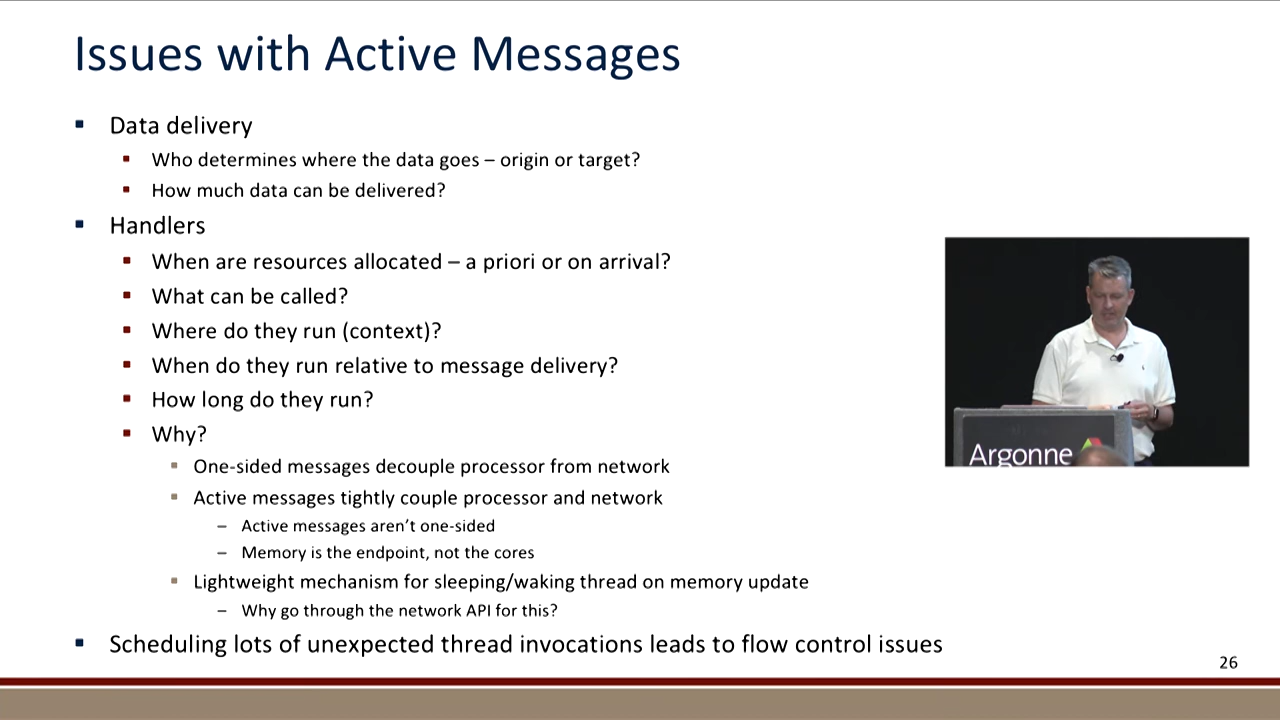 Issues with Active Messages
Data delivery
Who determines where the data goes – origin or target?
How much data can be delivered?
Handlers
When are resources allocated – a priori or on arrival?
What can be called?
Where do they run (context)?
When do they run relative to message delivery?
How long do they run?
Why?
One-sided messages decouple processor from network
Active messages tightly couple processor and network
– Active messages aren't one-sided
– Memory is the endpoint, not the cores
Lightweight mechanism for sleeping/waking thread on memory update
– Why go through the network API for this?
Scheduling lots of unexpected thread invocations leads to flow control issues
Argonne
26